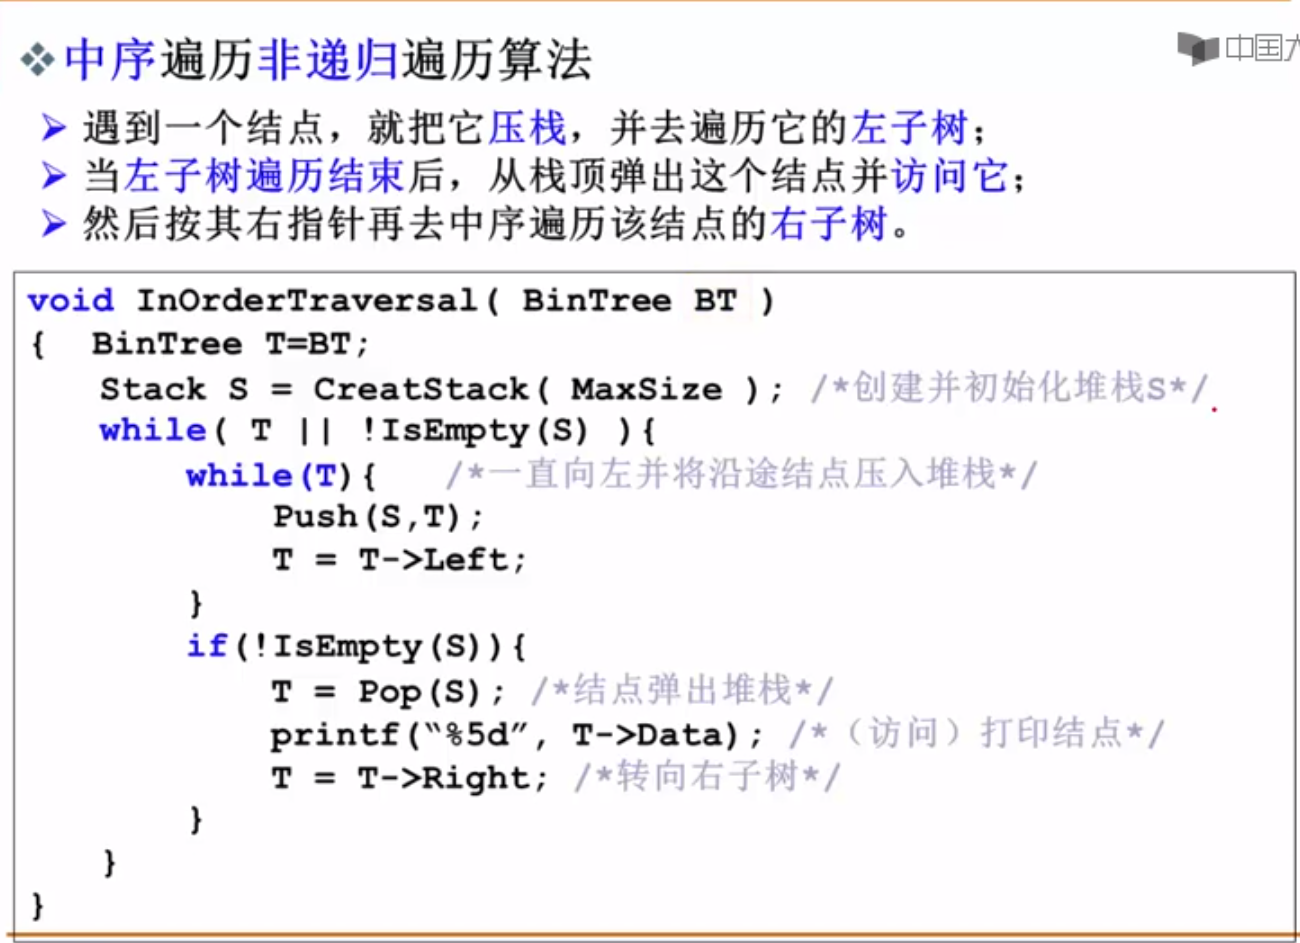 ❖中序遍历非递归遍历算法
中国大
➢ 遇到一个结点，就把它压栈，并去遍历它的左子树；
➢ 当左子树遍历结束后，从栈顶弹出这个结点并访问它；
➢ 然后按其右指针再去中序遍历该结点的右子树。
void InOrderTraversal( BinTree BT )
{ BinTree T=BT;
Stack S = CreatStack( MaxSize ); /*创建并初始化堆栈S*/
while( T || !IsEmpty(S) ){
while(T){ /*一直向左并将沿途结点压入堆栈*/
Push(S,T);
T = T->Left;
}
if(!IsEmpty(S)){
T = Pop(S); /*结点弹出堆栈*/
printf(“%5d”, T->Data); /*（访问）打印结点*/
T = T->Right; /*转向右子树*/
}
}
}